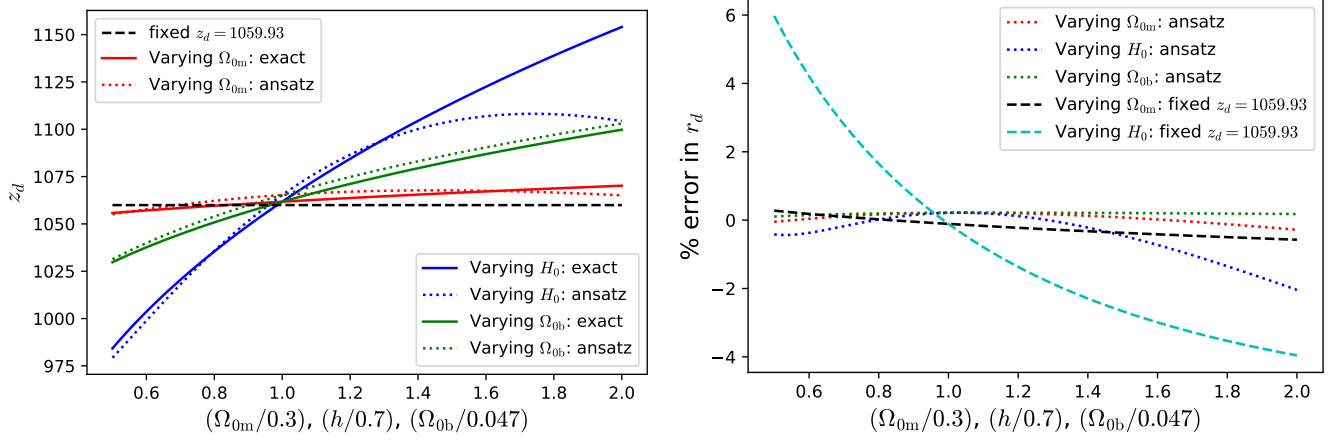 1150
1125
1100
1075
1050
1025
1000
975
z_d
0.6 0.8 1.0 1.2 1.4 1.6 1.8 2.0
(Ω_0m/0.3), (h/0.7), (Ω_0b/0.047)
fixed z_d = 1059.93
Varying Ω_0m: exact
Varying Ω_0m: ansatz
Varying H_0: exact
Varying H_0: ansatz
Varying Ω_0b: exact
Varying Ω_0b: ansatz
6
4
2
0
−2
−4
% error in r_d
0.6 0.8 1.0 1.2 1.4 1.6 1.8 2.0
(Ω_0m/0.3), (h/0.7), (Ω_0b/0.047)
Varying Ω_0m: ansatz
Varying H_0: ansatz
Varying Ω_0b: ansatz
Varying Ω_0m: fixed z_d = 1059.93
Varying H_0: fixed z_d = 1059.93